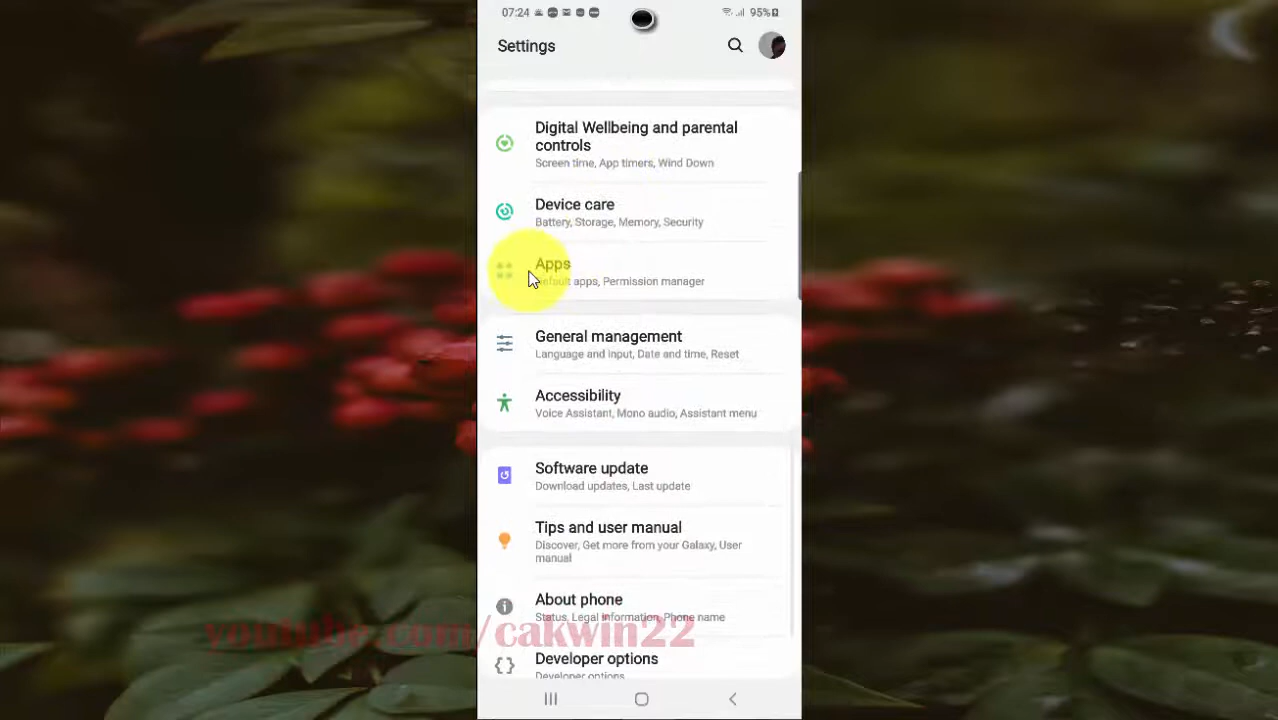 07:24
95%
Settings
Digital Wellbeing and parental
controls
Screen time, App timers, Wind Down
Device care
Battery, Storage, Memory, Security
Apps
Default apps, Permission manager
General management
Language and input, Date and time, Reset
Accessibility
Voice Assistant, Mono audio, Assistant menu
Software update
Download updates, Last update
Tips and user manual
Discover, Get more from your Galaxy, User
manual
About phone
Status, Legal information, Phone name
youtube.com/cakwin22
Developer options
Developer options